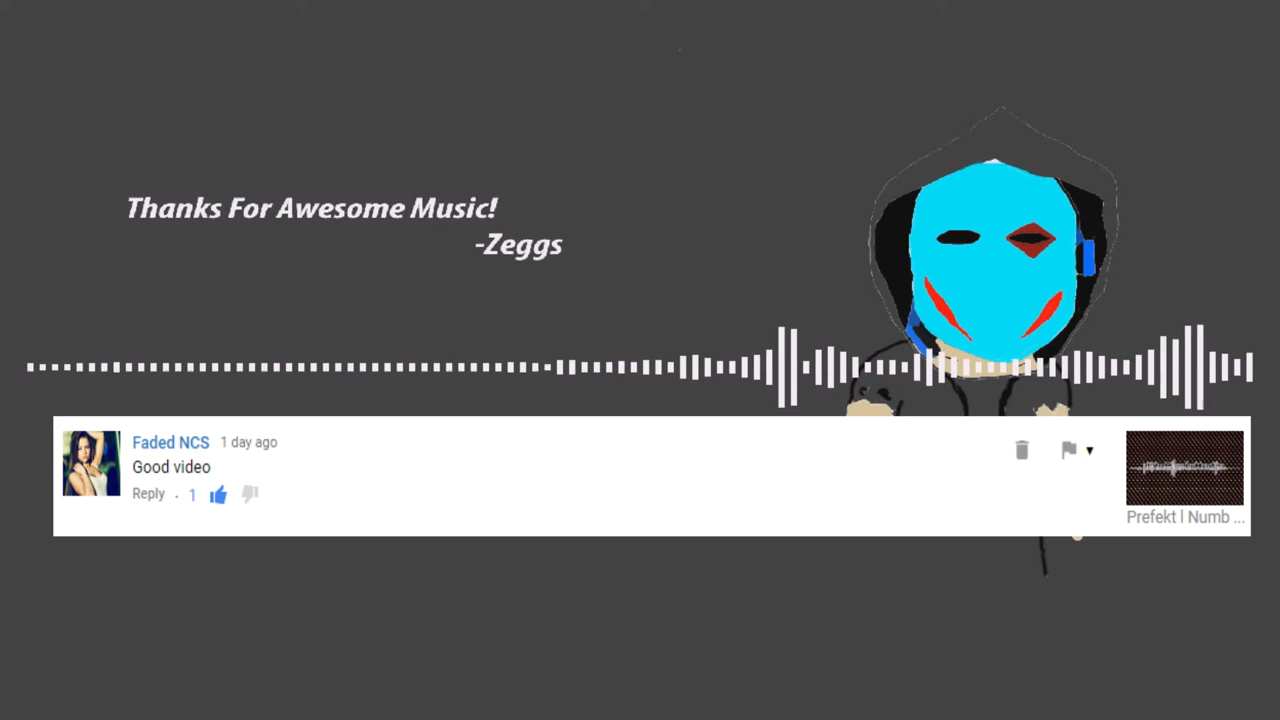 Thanks For Awesome Music!
-Zeggs
Faded NCS 1 day ago
Good video
Reply . 1
Prefekt l Numb ...